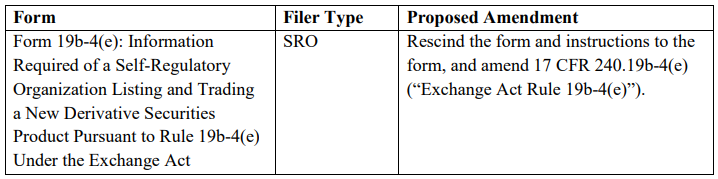 Form Filer Type Proposed Amendment
Form 19b-4(e): Information SRO Rescind the form and instructions to the
Required of a Self-Regulatory form, and amend 17 CFR 240.19b-4(e)
Organization Listing and Trading (“Exchange Act Rule 19b-4(e)”).
a New Derivative Securities
Product Pursuant to Rule 19b-4(e)
Under the Exchange Act